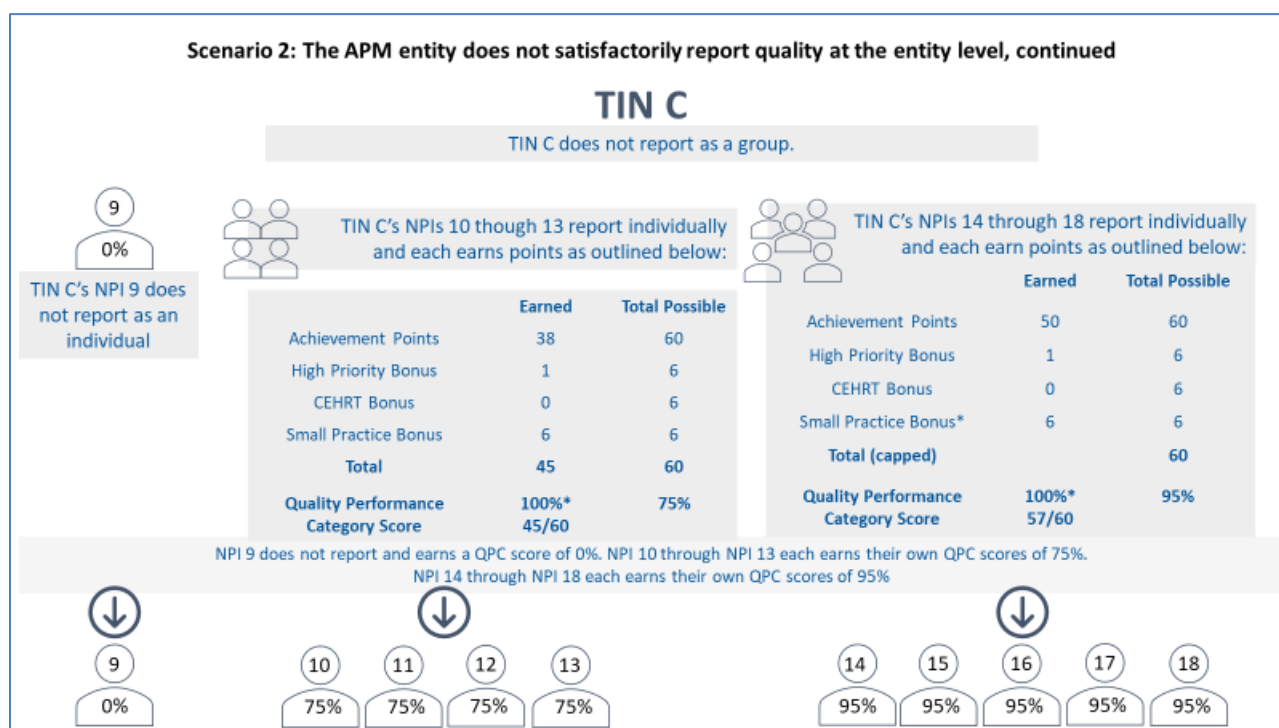 Scenario 2: The APM entity does not satisfactorily report quality at the entity level, continued
TIN C
TIN C does not report as a group.
9
0%
TIN C's NPI 9 does
not report as an
individual
TIN C's NPIs 10 though 13 report individually
and each earns points as outlined below:
Earned Total Possible
Achievement Points 38 60
High Priority Bonus 1 6
CEHRT Bonus 0 6
Small Practice Bonus 6 6
Total 45 60
Quality Performance 100%* 75%
Category Score 45/60
TIN C's NPIs 14 through 18 report individually
and each earn points as outlined below:
Earned Total Possible
Achievement Points 50 60
High Priority Bonus 1 6
CEHRT Bonus 0 6
Small Practice Bonus* 6 6
Total (capped) 60
Quality Performance 100%* 95%
Category Score 57/60
NPI 9 does not report and earns a QPC score of 0%. NPI 10 through NPI 13 each earns their own QPC scores of 75%.
NPI 14 through NPI 18 each earns their own QPC scores of 95%
9 10 11 12 13 14 15 16 17 18
0% 75% 75% 75% 75% 95% 95% 95% 95% 95%